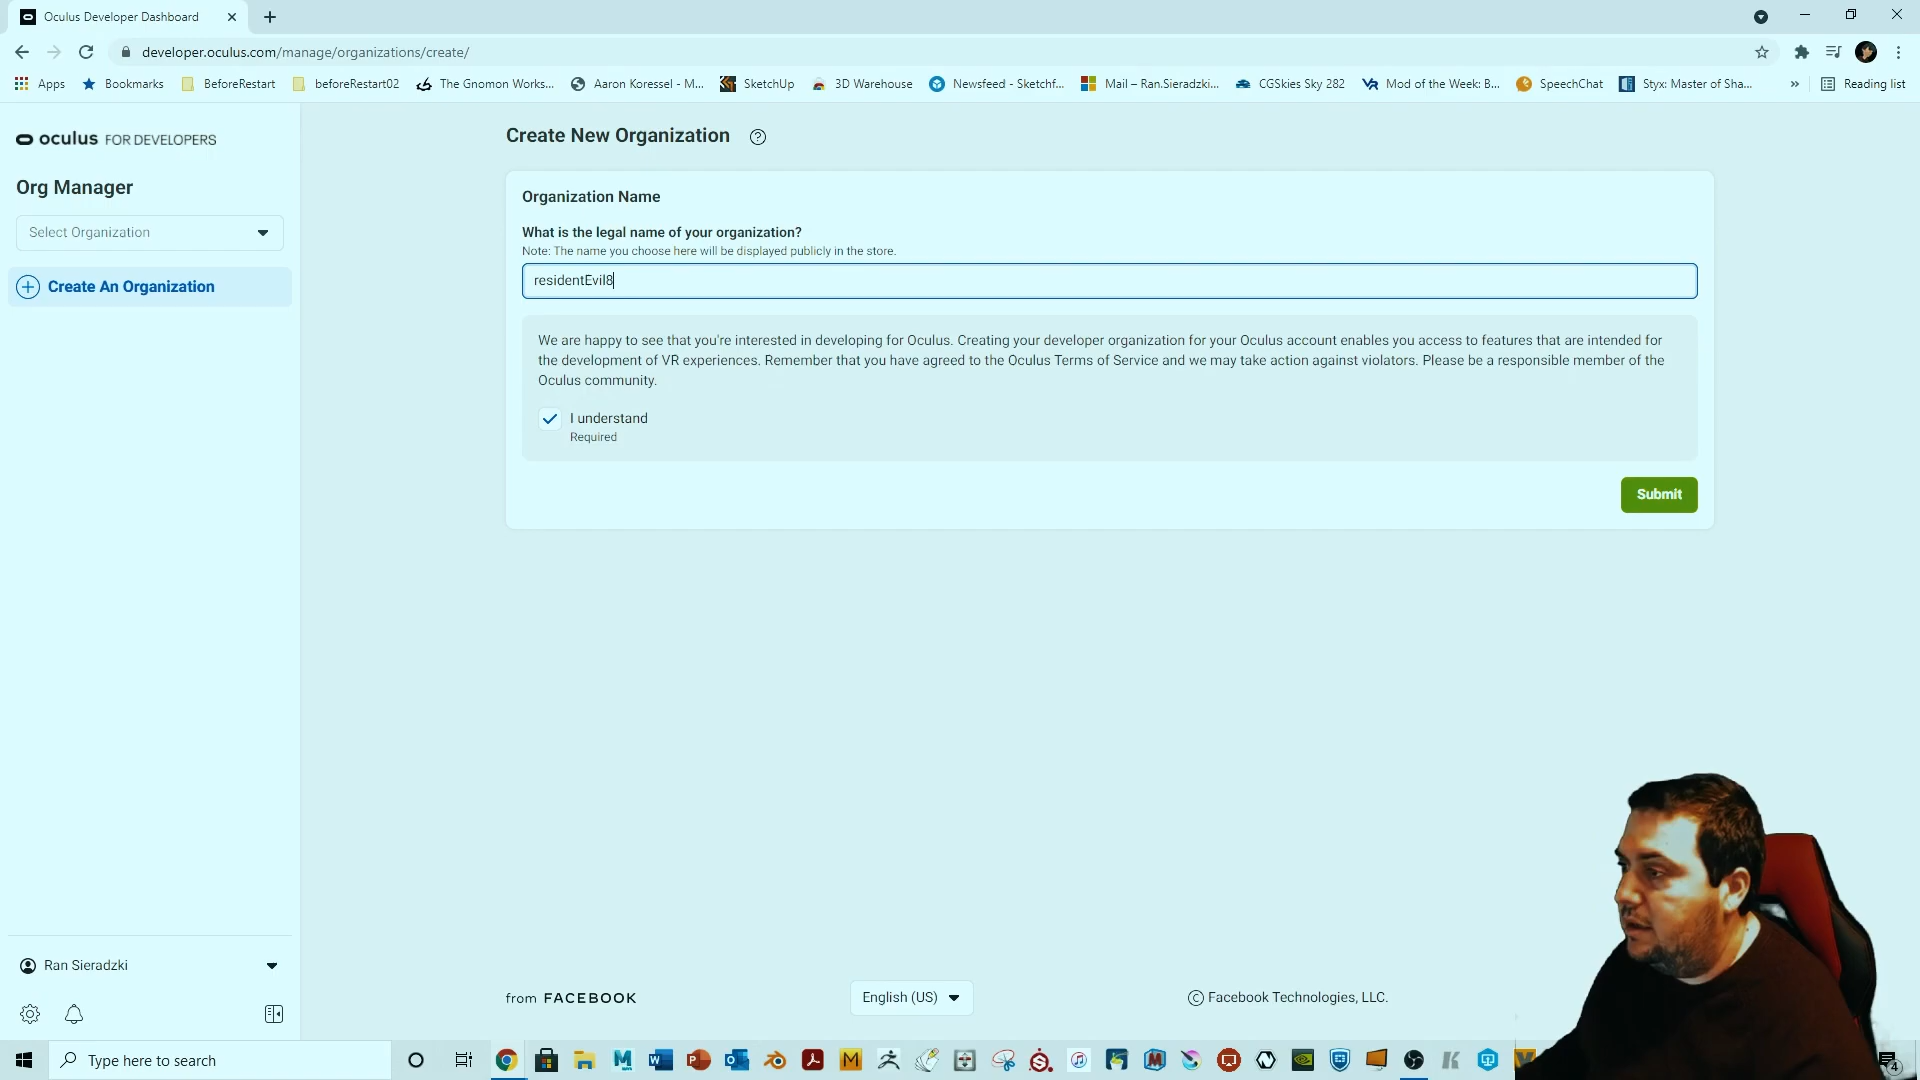 Oculus Developer Dashboard
developer.oculus.com/manage/organizations/create/
Apps Bookmarks BeforeRestart beforeRestart02 The Gnomon Works... Aaron Koressel - M... SketchUp 3D Warehouse Newsfeed - Sketchf... Mail – Ran.Sieradzki... CGSkies Sky 282 Mod of the Week: B... SpeechChat Styx: Master of Sha... » Reading list
oculus FOR DEVELOPERS
Org Manager
Select Organization
Create An Organization
Create New Organization
Organization Name
What is the legal name of your organization?
Note: The name you choose here will be displayed publicly in the store.
residentEvil8
We are happy to see that you're interested in developing for Oculus. Creating your developer organization for your Oculus account enables you access to features that are intended for
the development of VR experiences. Remember that you have agreed to the Oculus Terms of Service and we may take action against violators. Please be a responsible member of the
Oculus community.
I understand
Required
Submit
Ran Sieradzki
from FACEBOOK
English (US)
© Facebook Technologies, LLC.
Type here to search
4